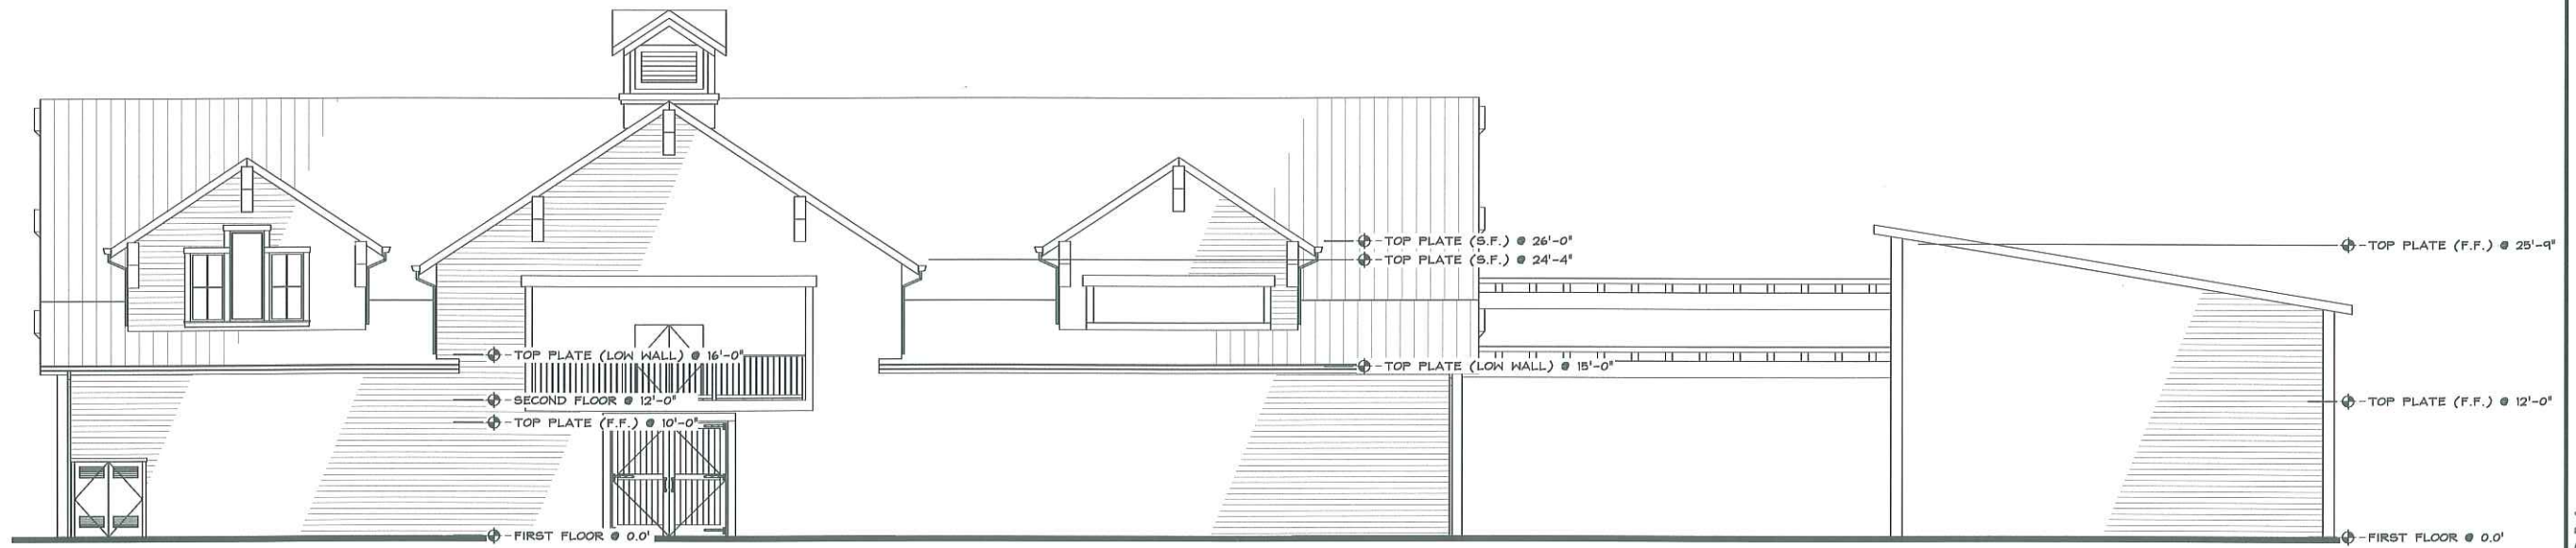 TOP PLATE (S.F.) @ 26'-0"
TOP PLATE (S.F.) @ 24'-4"
TOP PLATE (F.F.) @ 25'-9"
TOP PLATE (LOW WALL) @ 16'-0"
TOP PLATE (LOW WALL) @ 15'-0"
SECOND FLOOR @ 12'-0"
TOP PLATE (F.F.) @ 12'-0"
TOP PLATE (F.F.) @ 10'-0"
FIRST FLOOR @ 0.0'
FIRST FLOOR @ 0.0'